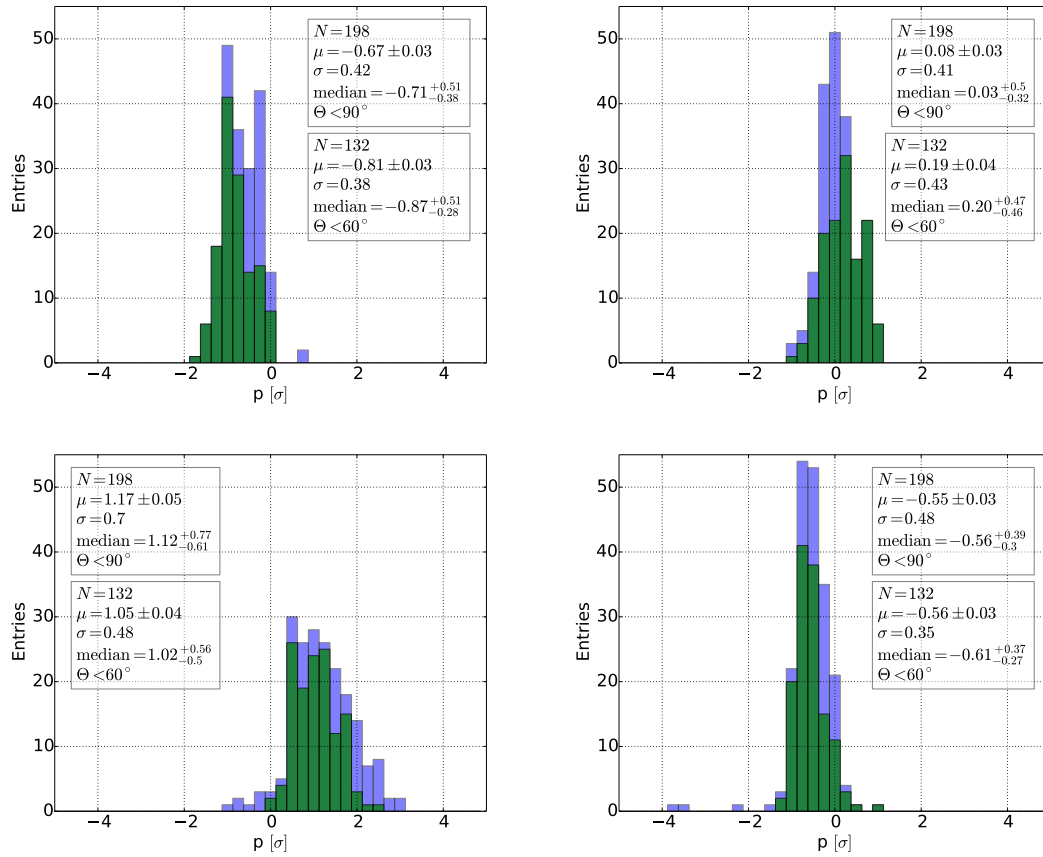 50
40
30
20
10
0
Entries
−4
−2
0
2
4
p [σ]
N=198
μ=−0.67±0.03
σ=0.42
median=−0.71+0.51−0.38
Θ<90°
N=132
μ=−0.81±0.03
σ=0.38
median=−0.87+0.51−0.28
Θ<60°
50
40
30
20
10
0
Entries
−4
−2
0
2
4
p [σ]
N=198
μ=0.08±0.03
σ=0.41
median=0.03+0.5−0.32
Θ<90°
N=132
μ=0.19±0.04
σ=0.43
median=0.20+0.47−0.46
Θ<60°
50
40
30
20
10
0
Entries
−4
−2
0
2
4
p [σ]
N=198
μ=1.17±0.05
σ=0.7
median=1.12+0.77−0.61
Θ<90°
N=132
μ=1.05±0.04
σ=0.48
median=1.02+0.56−0.5
Θ<60°
50
40
30
20
10
0
Entries
−4
−2
0
2
4
p [σ]
N=198
μ=−0.55±0.03
σ=0.48
median=−0.56+0.39−0.3
Θ<90°
N=132
μ=−0.56±0.03
σ=0.35
median=−0.61+0.37−0.27
Θ<60°